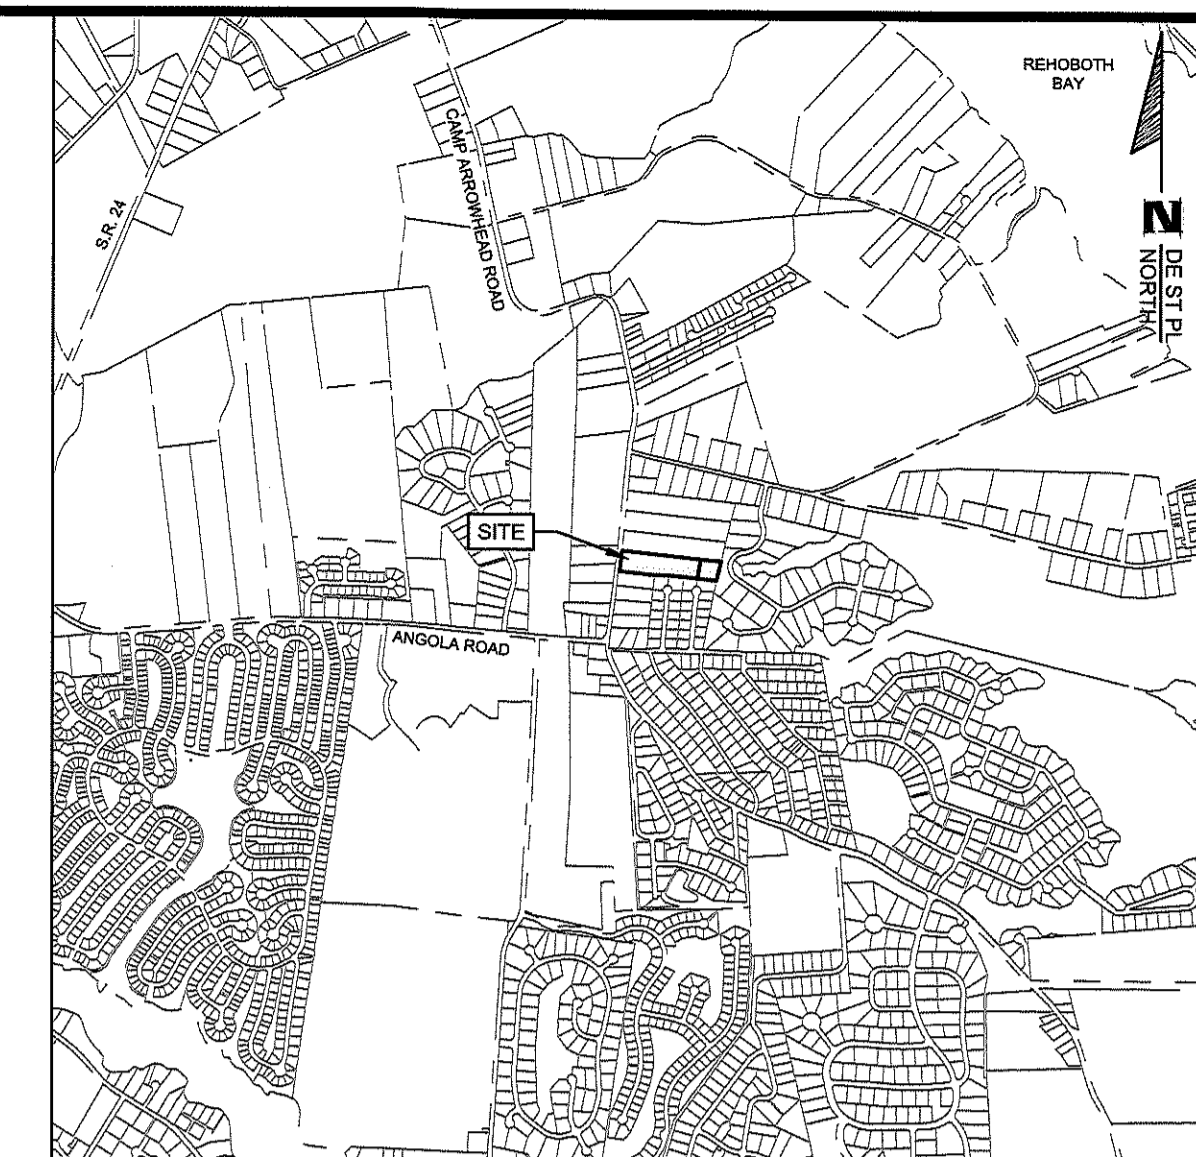 REHOBOTH
BAY
N
DE ST PL
NORTH
S.R. 24
CAMP ARROWHEAD ROAD
SITE
ANGOLA ROAD